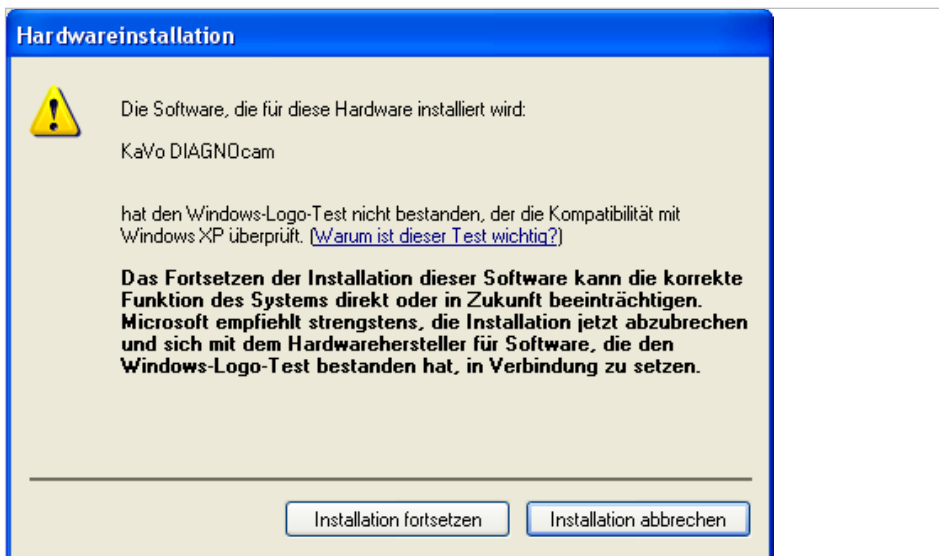 Hardwareinstallation
Die Software, die für diese Hardware installiert wird:
KaVo DIAGNOcam
hat den Windows-Logo-Test nicht bestanden, der die Kompatibilität mit
Windows XP überprüft. (Warum ist dieser Test wichtig?)
Das Fortsetzen der Installation dieser Software kann die korrekte
Funktion des Systems direkt oder in Zukunft beeinträchtigen.
Microsoft empfiehlt strengstens, die Installation jetzt abzubrechen
und sich mit dem Hardwarehersteller für Software, die den
Windows-Logo-Test bestanden hat, in Verbindung zu setzen.
Installation fortsetzen
Installation abbrechen